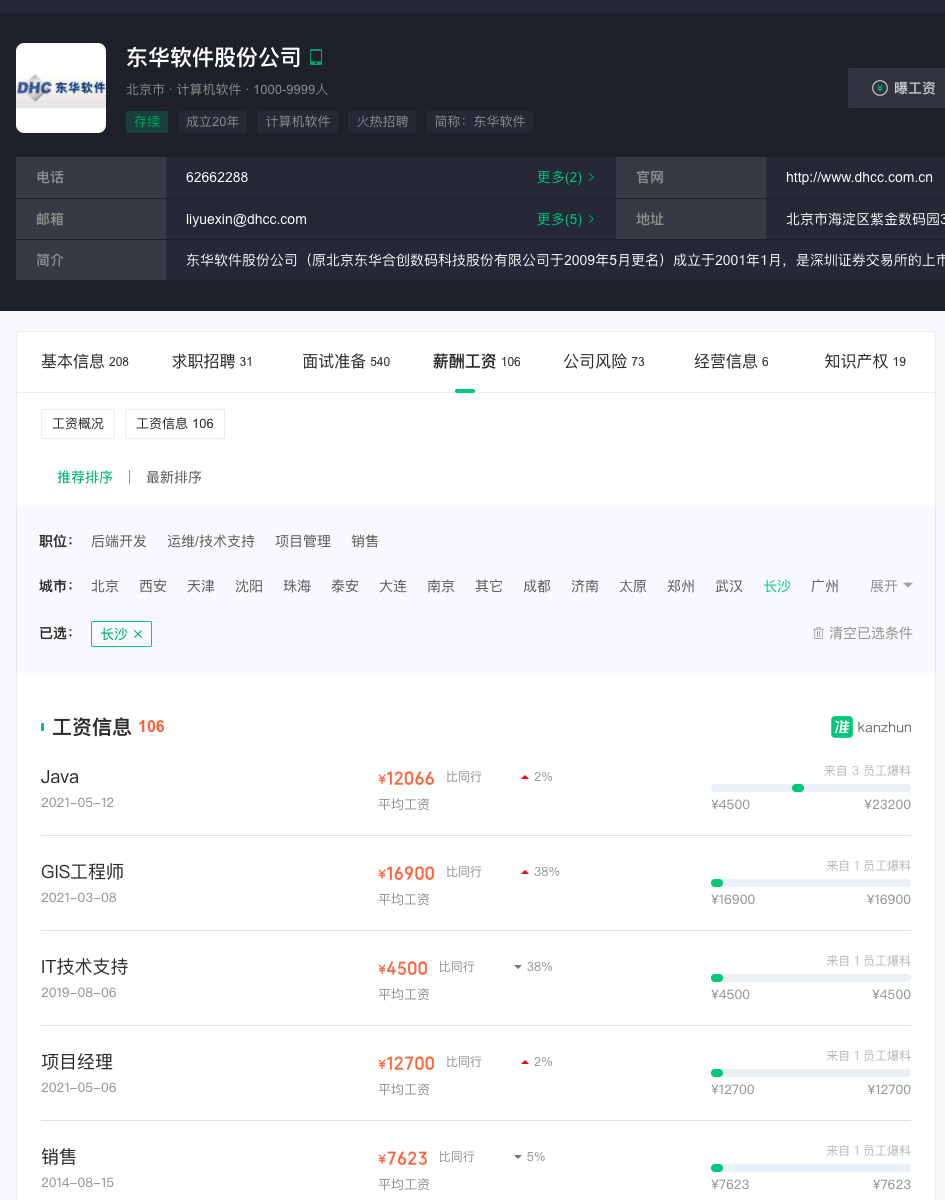 DHC 东华软件
东华软件股份公司
北京市 · 计算机软件 · 1000-9999人
¥ 曝工资
存续 成立20年 计算机软件 火热招聘 简称：东华软件
电话 62662288 更多(2) 官网 http://www.dhcc.com.cn
邮箱 liyuexin@dhcc.com 更多(5) 地址 北京市海淀区紫金数码园3
简介 东华软件股份公司（原北京东华合创数码科技股份有限公司于2009年5月更名）成立于2001年1月，是深圳证券交易所的上市
基本信息 208 求职招聘 31 面试准备 540 薪酬工资 106 公司风险 73 经营信息 6 知识产权 19
工资概况 工资信息 106
推荐排序 最新排序
职位： 后端开发 运维/技术支持 项目管理 销售
城市： 北京 西安 天津 沈阳 珠海 泰安 大连 南京 其它 成都 济南 太原 郑州 武汉 长沙 广州 展开
已选： 长沙 × 清空已选条件
工资信息 106 准 kanzhun
Java ¥12066 比同行 2% 来自 3 员工爆料
2021-05-12 平均工资 ¥4500 ¥23200
GIS工程师 ¥16900 比同行 38% 来自 1 员工爆料
2021-03-08 平均工资 ¥16900 ¥16900
IT技术支持 ¥4500 比同行 38% 来自 1 员工爆料
2019-08-06 平均工资 ¥4500 ¥4500
项目经理 ¥12700 比同行 2% 来自 1 员工爆料
2021-05-06 平均工资 ¥12700 ¥12700
销售 ¥7623 比同行 5% 来自 1 员工爆料
2014-08-15 平均工资 ¥7623 ¥7623